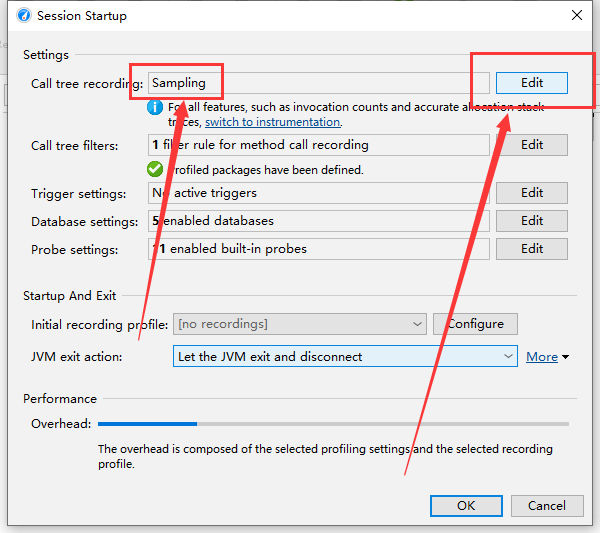 Session Startup
Settings
Call tree recording: Sampling Edit
For all features, such as invocation counts and accurate allocation stack
traces, switch to instrumentation.
Call tree filters: 1 filter rule for method call recording Edit
Profiled packages have been defined.
Trigger settings: No active triggers Edit
Database settings: 5 enabled databases Edit
Probe settings: 11 enabled built-in probes Edit
Startup And Exit
Initial recording profile: [no recordings] Configure
JVM exit action: Let the JVM exit and disconnect More
Performance
Overhead:
The overhead is composed of the selected profiling settings and the selected recording
profile.
OK Cancel